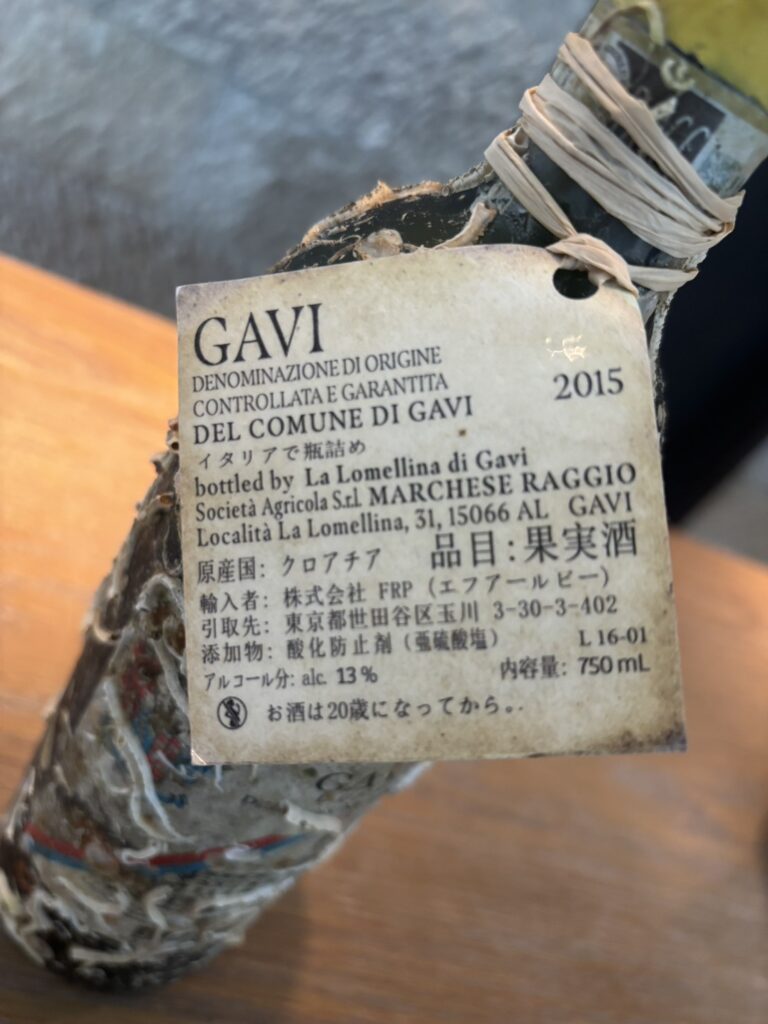 GAVI
DENOMINAZIONE DI ORIGINE
CONTROLLATA E GARANTITA
2015
DEL COMUNE DI GAVI
イタリアで瓶詰め
bottled by La Lomellina di Gavi
Società Agricola S.r.l. MARCHESE RAGGIO
Località La Lomellina, 31, 15066 AL GAVI
原産国: クロアチア 品目:果実酒
輸入者: 株式会社 FRP (エフアールピー)
引取先: 東京都世田谷区玉川 3-30-3-402
添加物: 酸化防止剤(亜硫酸塩) L 16-01
アルコール分: alc. 13% 内容量: 750 mL
お酒は20歳になってから。.